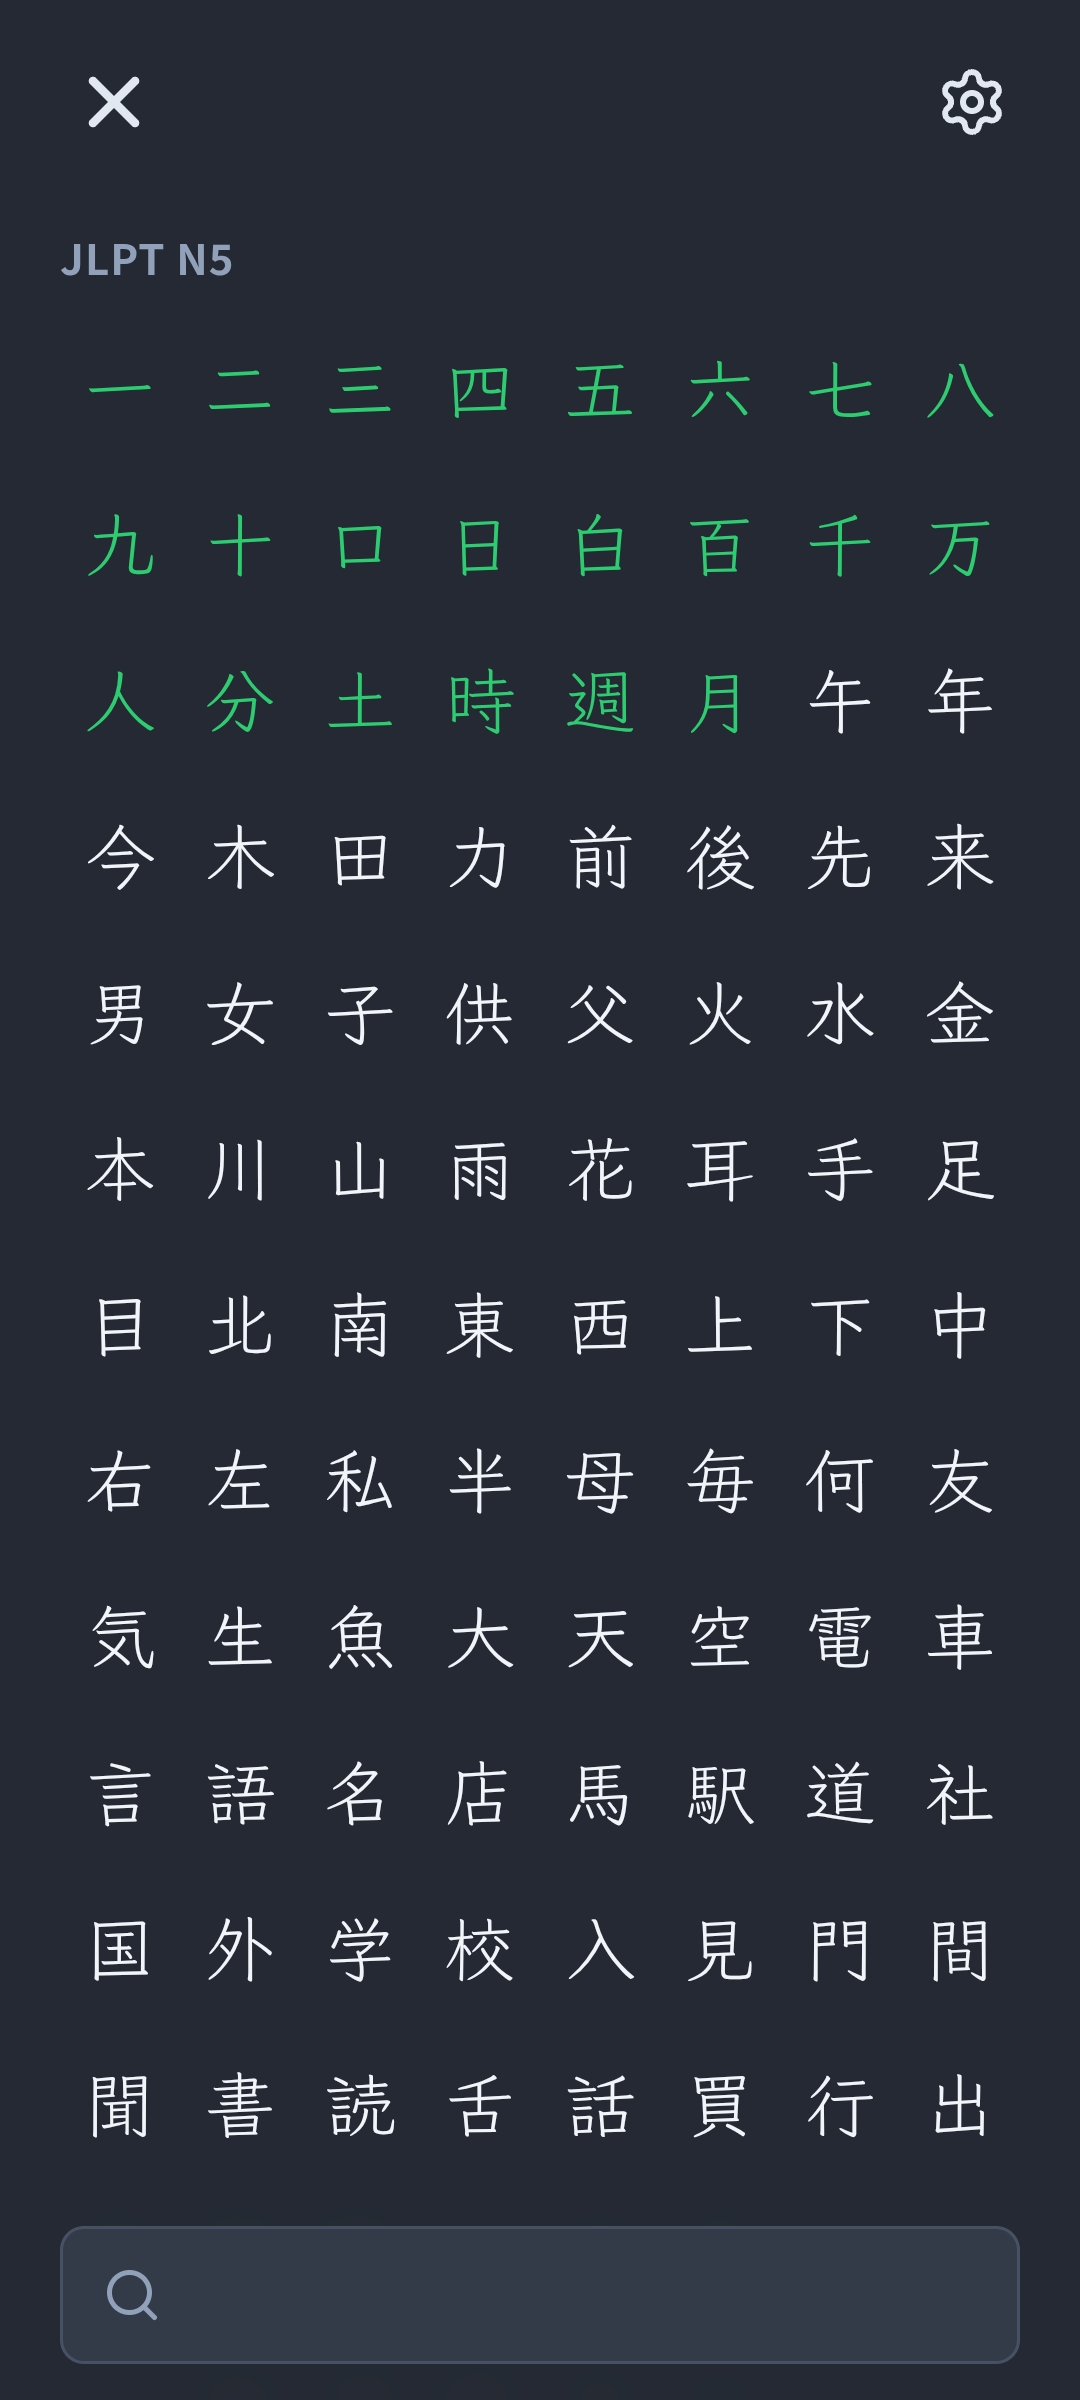 JLPT N5
一 二 三 四 五 六 七 八
九 十 口 日 白 百 千 万
人 分 土 時 週 月 午 年
今 木 田 力 前 後 先 来
男 女 子 供 父 火 水 金
本 川 山 雨 花 耳 手 足
目 北 南 東 西 上 下 中
右 左 私 半 母 毎 何 友
気 生 魚 大 天 空 電 車
言 語 名 店 馬 駅 道 社
国 外 学 校 入 見 門 間
聞 書 読 舌 話 買 行 出